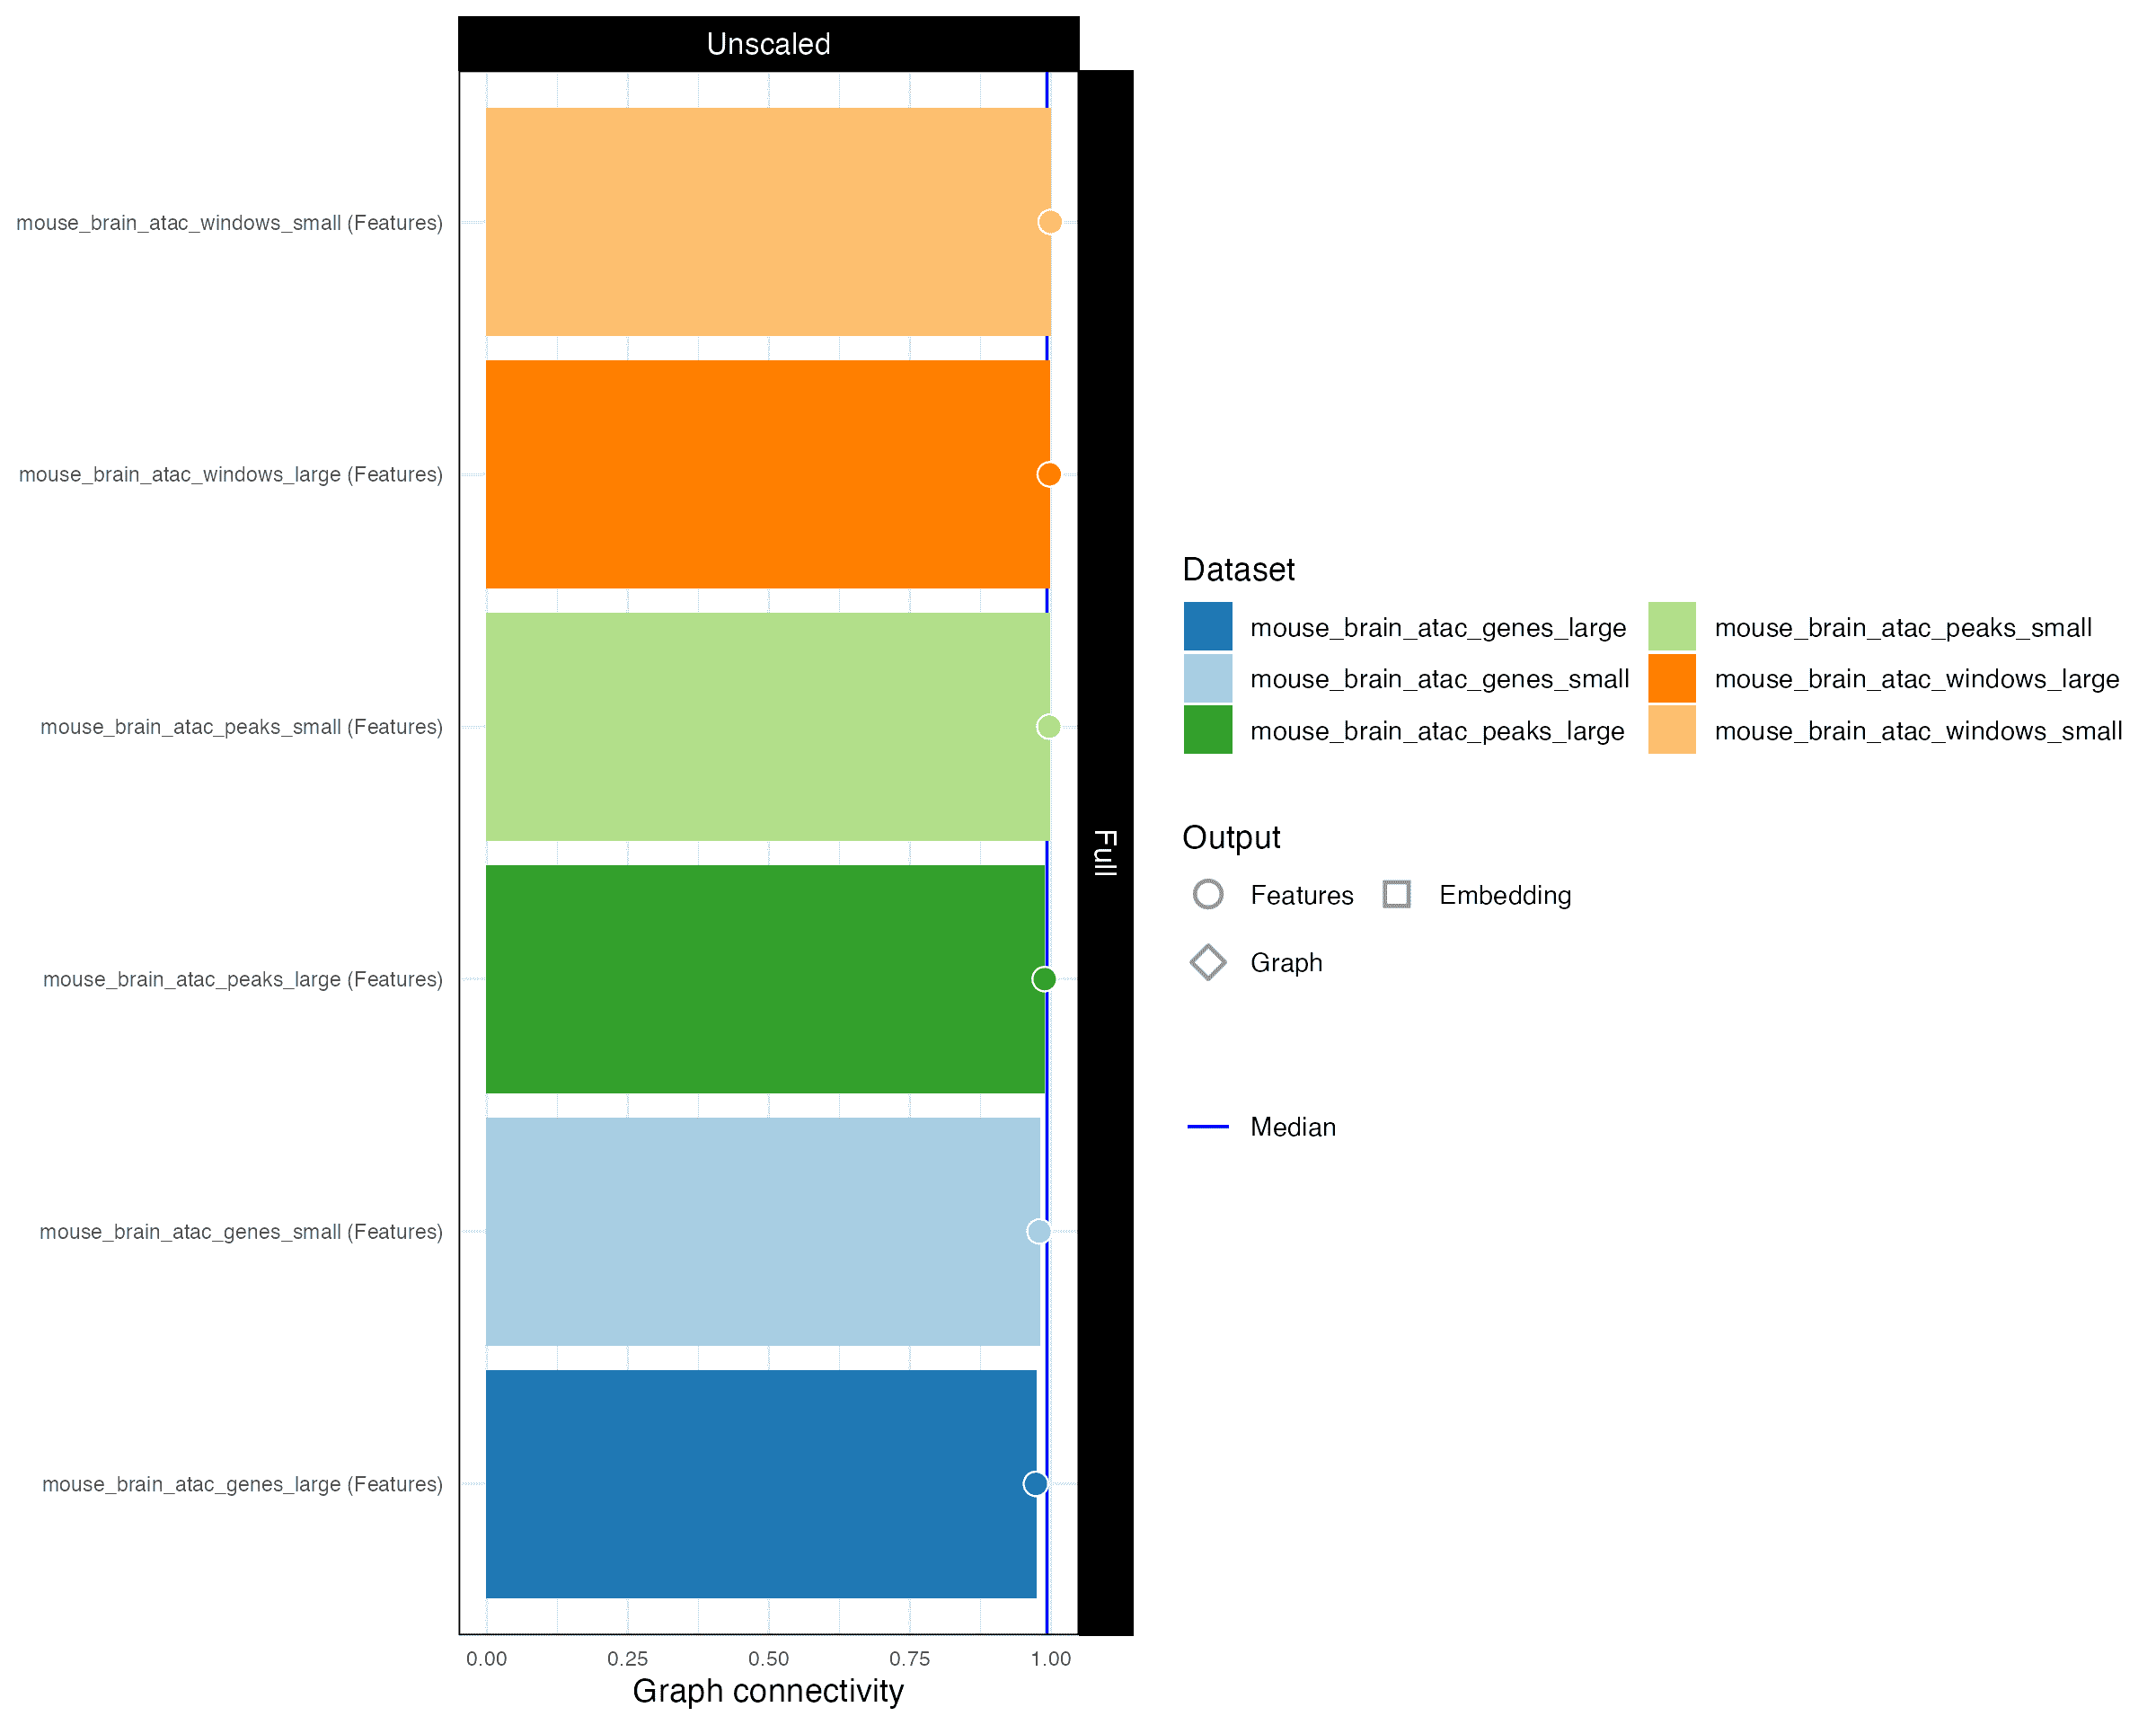 Unscaled
mouse_brain_atac_windows_small (Features)
mouse_brain_atac_windows_large (Features)
mouse_brain_atac_peaks_small (Features)
mouse_brain_atac_peaks_large (Features)
mouse_brain_atac_genes_small (Features)
mouse_brain_atac_genes_large (Features)
0.00 0.25 0.50 0.75 1.00
Graph connectivity
Full
Dataset
mouse_brain_atac_genes_large mouse_brain_atac_peaks_small
mouse_brain_atac_genes_small mouse_brain_atac_windows_large
mouse_brain_atac_peaks_large mouse_brain_atac_windows_small
Output
Features Embedding
Graph
Median